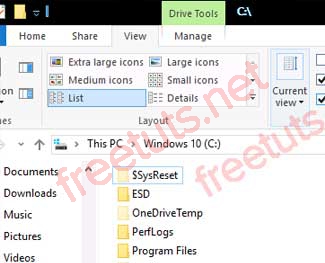 Drive Tools C:\
Share View Manage
Extra large icons Large icons
Medium icons Small icons
List Details
Current view
Layout
This PC > Windows 10 (C:)
Documents
Downloads
Music
Pictures
Videos
$SysReset
ESD
OneDriveTemp
PerfLogs
Program Files
freetuts.net
freetuts